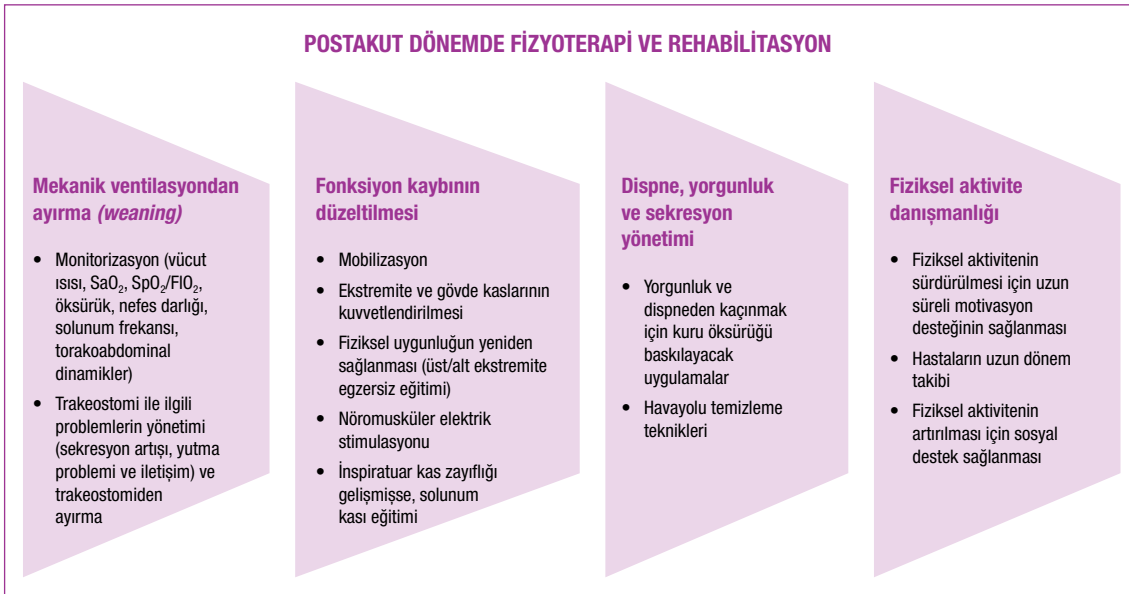 POSTAKUT DÖNEMDE FİZYOTERAPİ VE REHABİLİTASYON
Mekanik ventilasyondan
ayırma (weaning)
• Monitorizasyon (vücut
ısısı, SaO₂, SpO₂/FIO₂,
öksürük, nefes darlığı,
solunum frekansı,
torakoabdominal
dinamikler)
• Trakeostomi ile ilgili
problemlerin yönetimi
(sekresyon artışı, yutma
problemi ve iletişim) ve
trakeostomiden
ayırma
Fonksiyon kaybının
düzeltilmesi
• Mobilizasyon
• Ekstremite ve gövde kaslarının
kuvvetlendirilmesi
• Fiziksel uygunluğun yeniden
sağlanması (üst/alt ekstremite
egzersiz eğitimi)
• Nöromusküler elektrik
stimulasyonu
• İnspiratuar kas zayıflığı
gelişmişse, solunum
kası eğitimi
Dispne, yorgunluk
ve sekresyon
yönetimi
• Yorgunluk ve
dispneden kaçınmak
için kuru öksürüğü
baskılayacak
uygulamalar
• Havayolu temizleme
teknikleri
Fiziksel aktivite
danışmanlığı
• Fiziksel aktivitenin
sürdürülmesi için uzun
süreli motivasyon
desteğinin sağlanması
• Hastaların uzun dönem
takibi
• Fiziksel aktivitenin
artırılması için sosyal
destek sağlanması